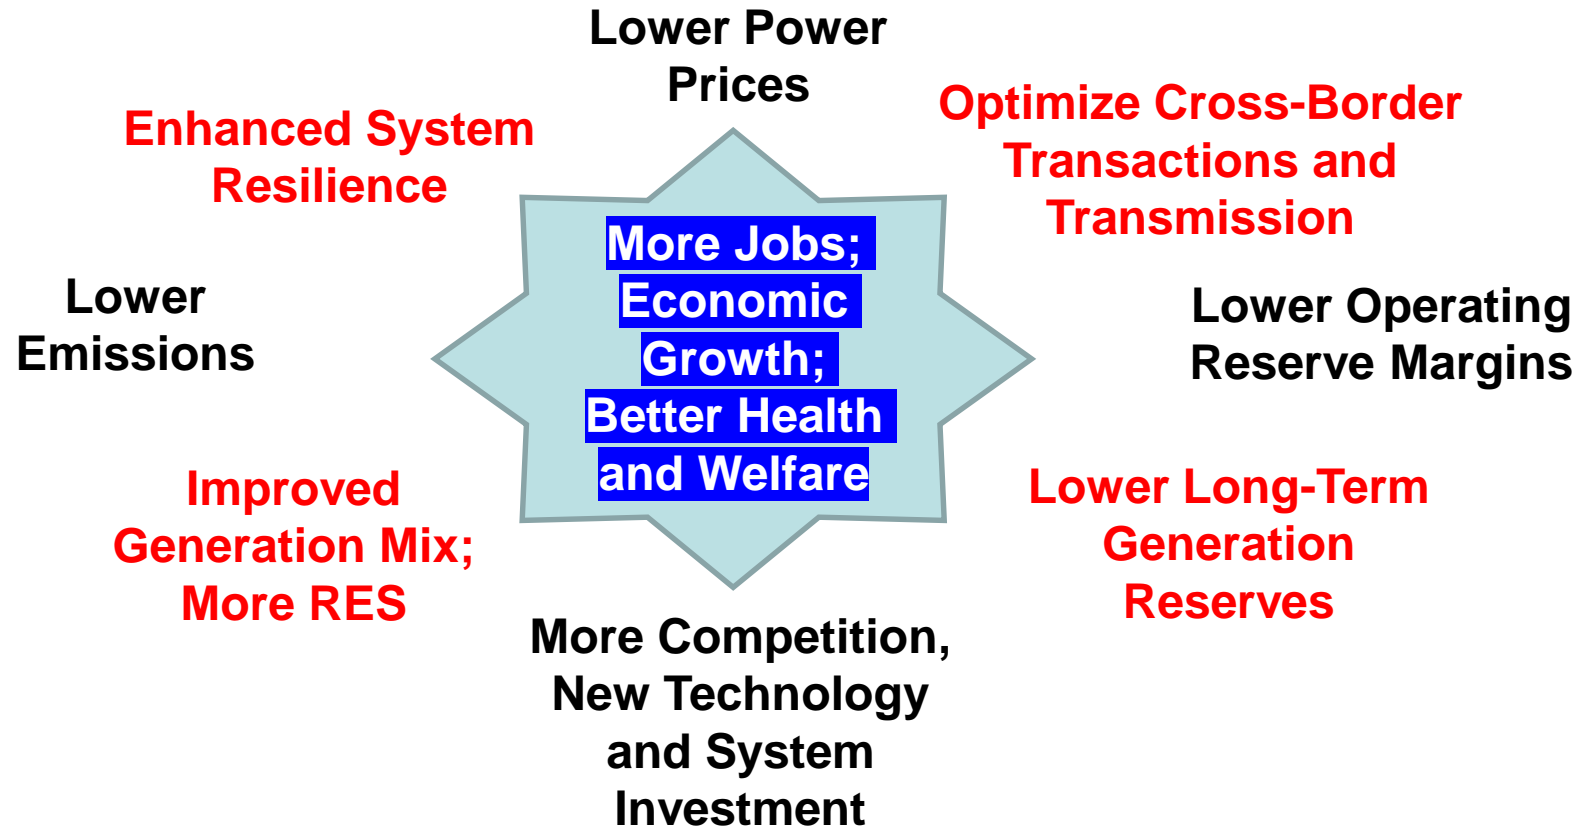 Lower Power
Prices
Enhanced System
Resilience
Optimize Cross-Border
Transactions and
Transmission
More Jobs;
Economic
Growth;
Better Health
and Welfare
Lower
Emissions
Lower Operating
Reserve Margins
Improved
Generation Mix;
More RES
Lower Long-Term
Generation
Reserves
More Competition,
New Technology
and System
Investment